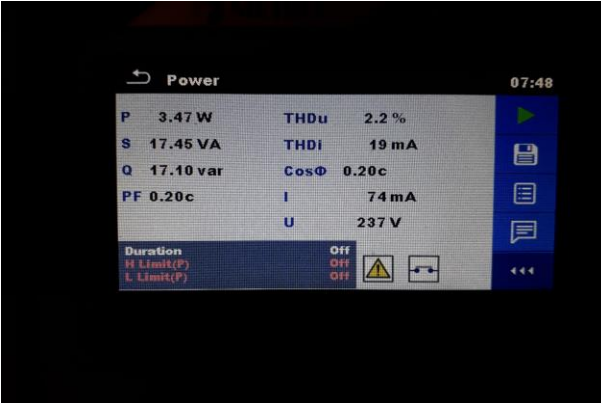 Power 07:48
P 3.47 W THDu 2.2 %
S 17.45 VA THDi 19 mA
Q 17.10 var CosΦ 0.20c
PF 0.20c I 74 mA
U 237 V
Duration Off
H Limit(P) Off
L Limit(P) Off